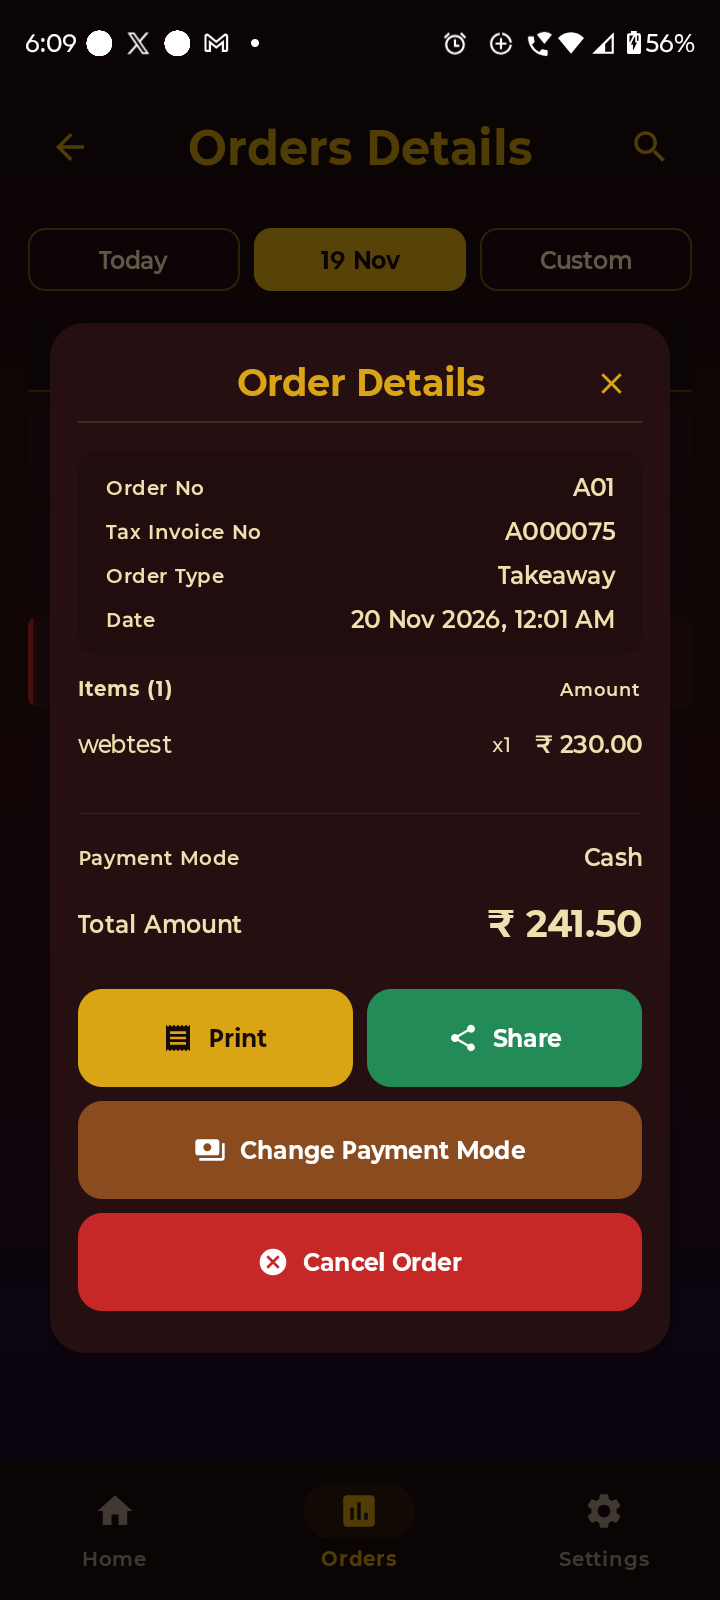 6:09
56%
Orders Details
Today
19 Nov
Custom
Order Details
Order No A01
Tax Invoice No A000075
Order Type Takeaway
Date 20 Nov 2026, 12:01 AM
Items (1) Amount
webtest x1 ₹ 230.00
Payment Mode Cash
Total Amount ₹ 241.50
Print
Share
Change Payment Mode
Cancel Order
Home
Orders
Settings